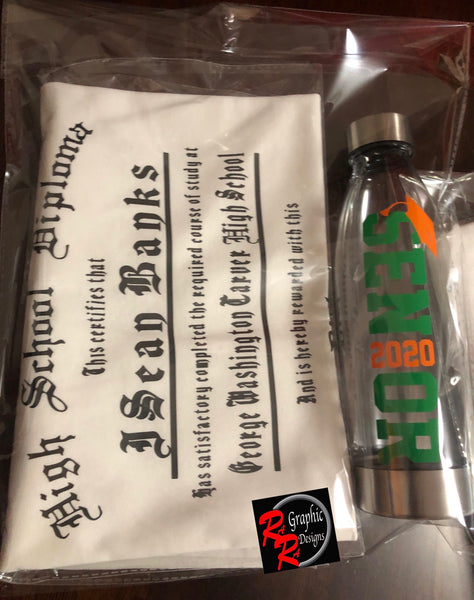 High School Diploma
This certifies that
JSean Banks
Has satisfactory completed the required course of study at
George Washington Carver High School
And is hereby rewarded with this
SENIOR
2020
R&R Graphic
Designs